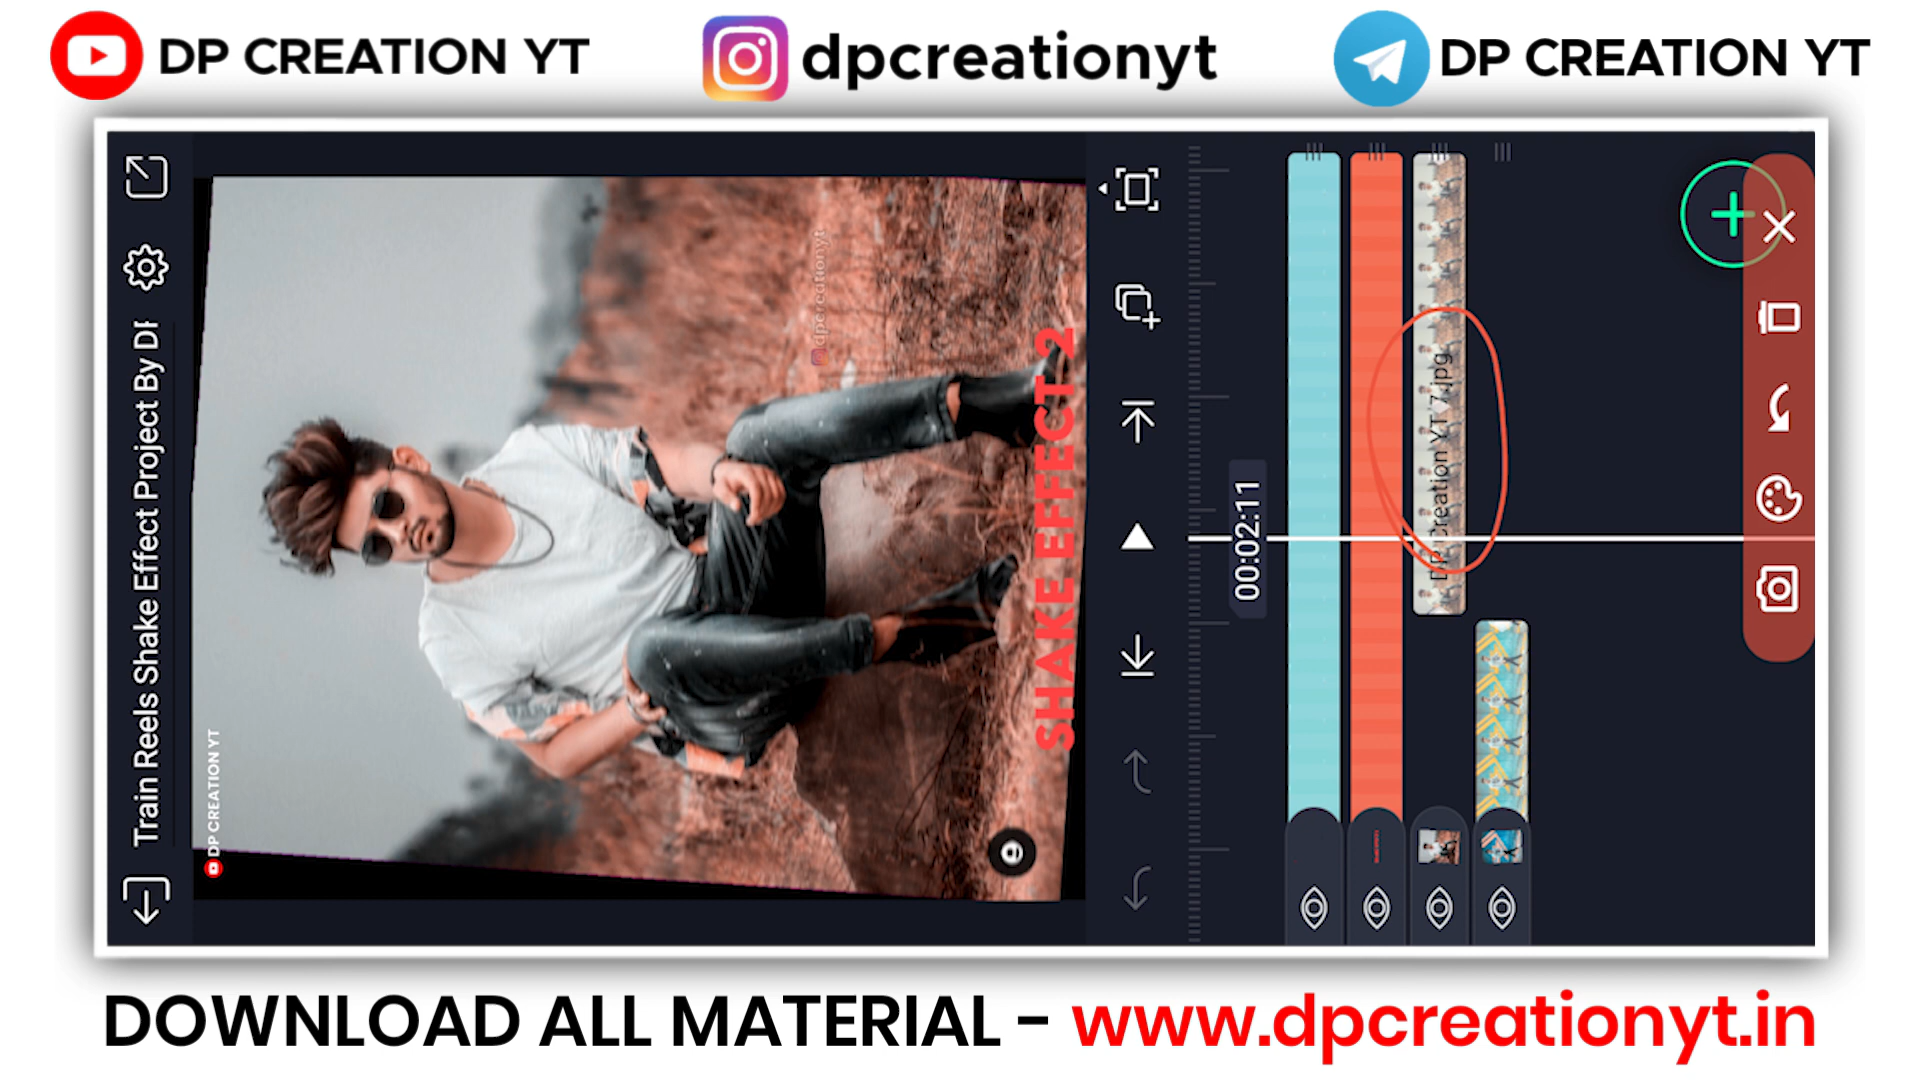 DP CREATION YT
dpcreationyt
DP CREATION YT
Train Reels Shake Effect Project By DF
DP CREATION YT
dpcreationyt
SHAKE EFFECT 2
00:02:11
DP Creation YT 7.jpg
DOWNLOAD ALL MATERIAL - www.dpcreationyt.in